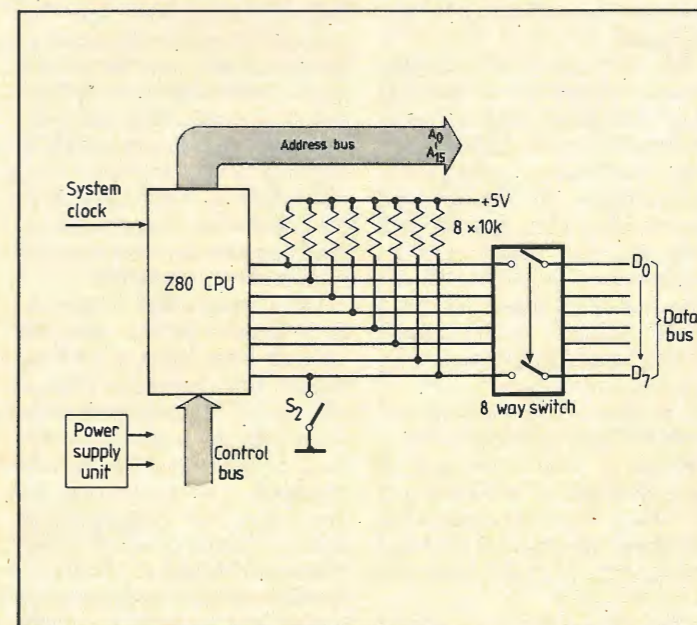 Address bus
A0
A15
System
clock
+5V
8 × 10k
Z80 CPU
D0
Data
bus
D7
S2
8 way switch
Power
supply
unit
Control
bus